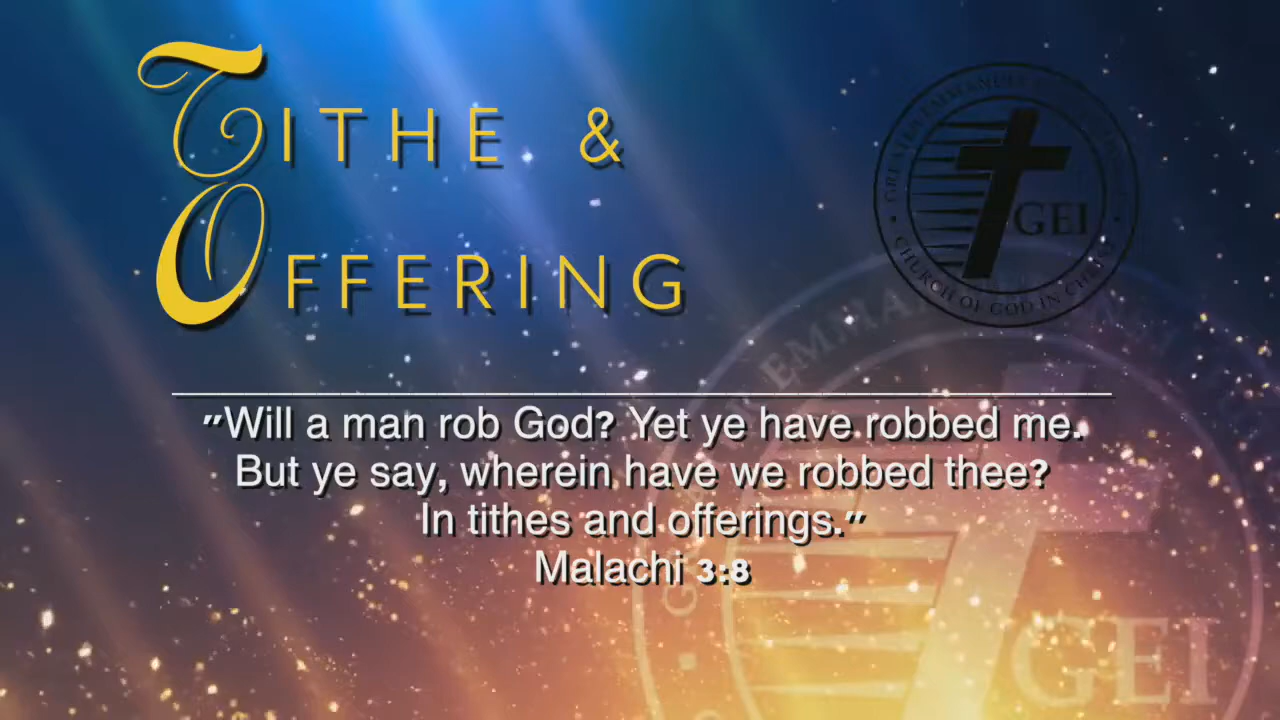 TITHE &
OFFERING
GEI
CHURCH OF GOD IN CHRIST
"Will a man rob God? Yet ye have robbed me.
But ye say, wherein have we robbed thee?
In tithes and offerings."
Malachi 3:8
GEI